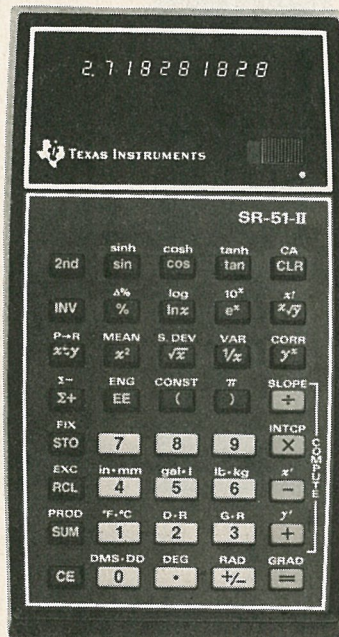 2.718281828
TEXAS INSTRUMENTS
SR-51-II
sinh cosh tanh CA
2nd sin cos tan CLR
Δ% log 10ˣ x!
INV % lnx eˣ ˣ√y
P→R MEAN S. DEV VAR CORR
x⇄y x² √x 1/x yˣ
Σ− ENG CONST π SLOPE
Σ+ EE ( ) ÷
FIX INTCP
STO 7 8 9 ×
EXC in•mm gal•l lb•kg x'
RCL 4 5 6 −
PROD °F•°C D•R G•R y'
SUM 1 2 3 +
DMS•DD DEG RAD GRAD
CE 0 • +/− =
COMPUTE